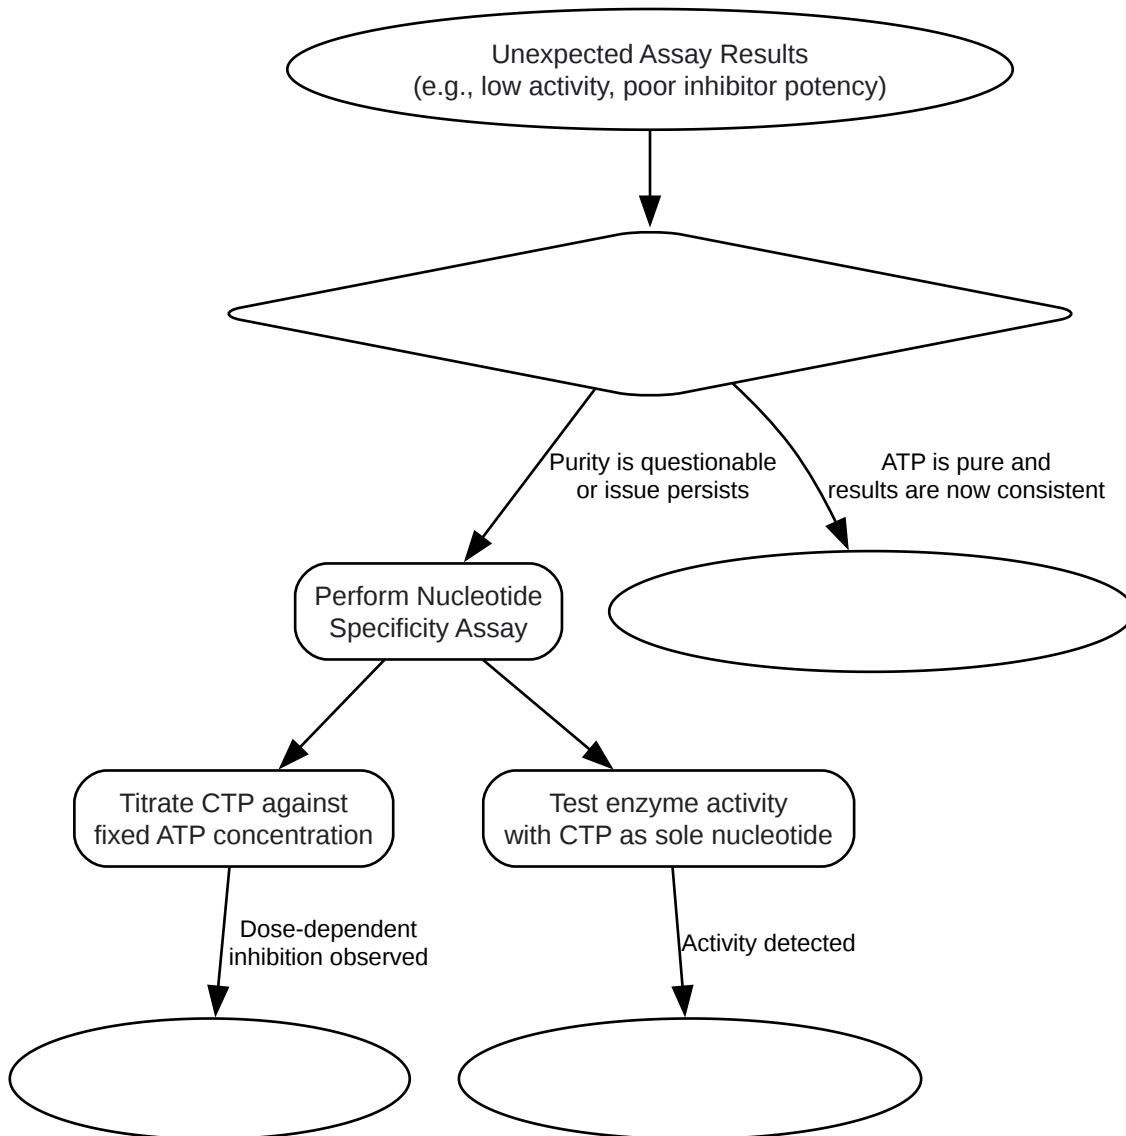 Unexpected Assay Results
(e.g., low activity, poor inhibitor potency)
Purity is questionable
or issue persists
ATP is pure and
results are now consistent
Perform Nucleotide
Specificity Assay
Titrate CTP against
fixed ATP concentration
Test enzyme activity
with CTP as sole nucleotide
Dose-dependent
inhibition observed
Activity detected